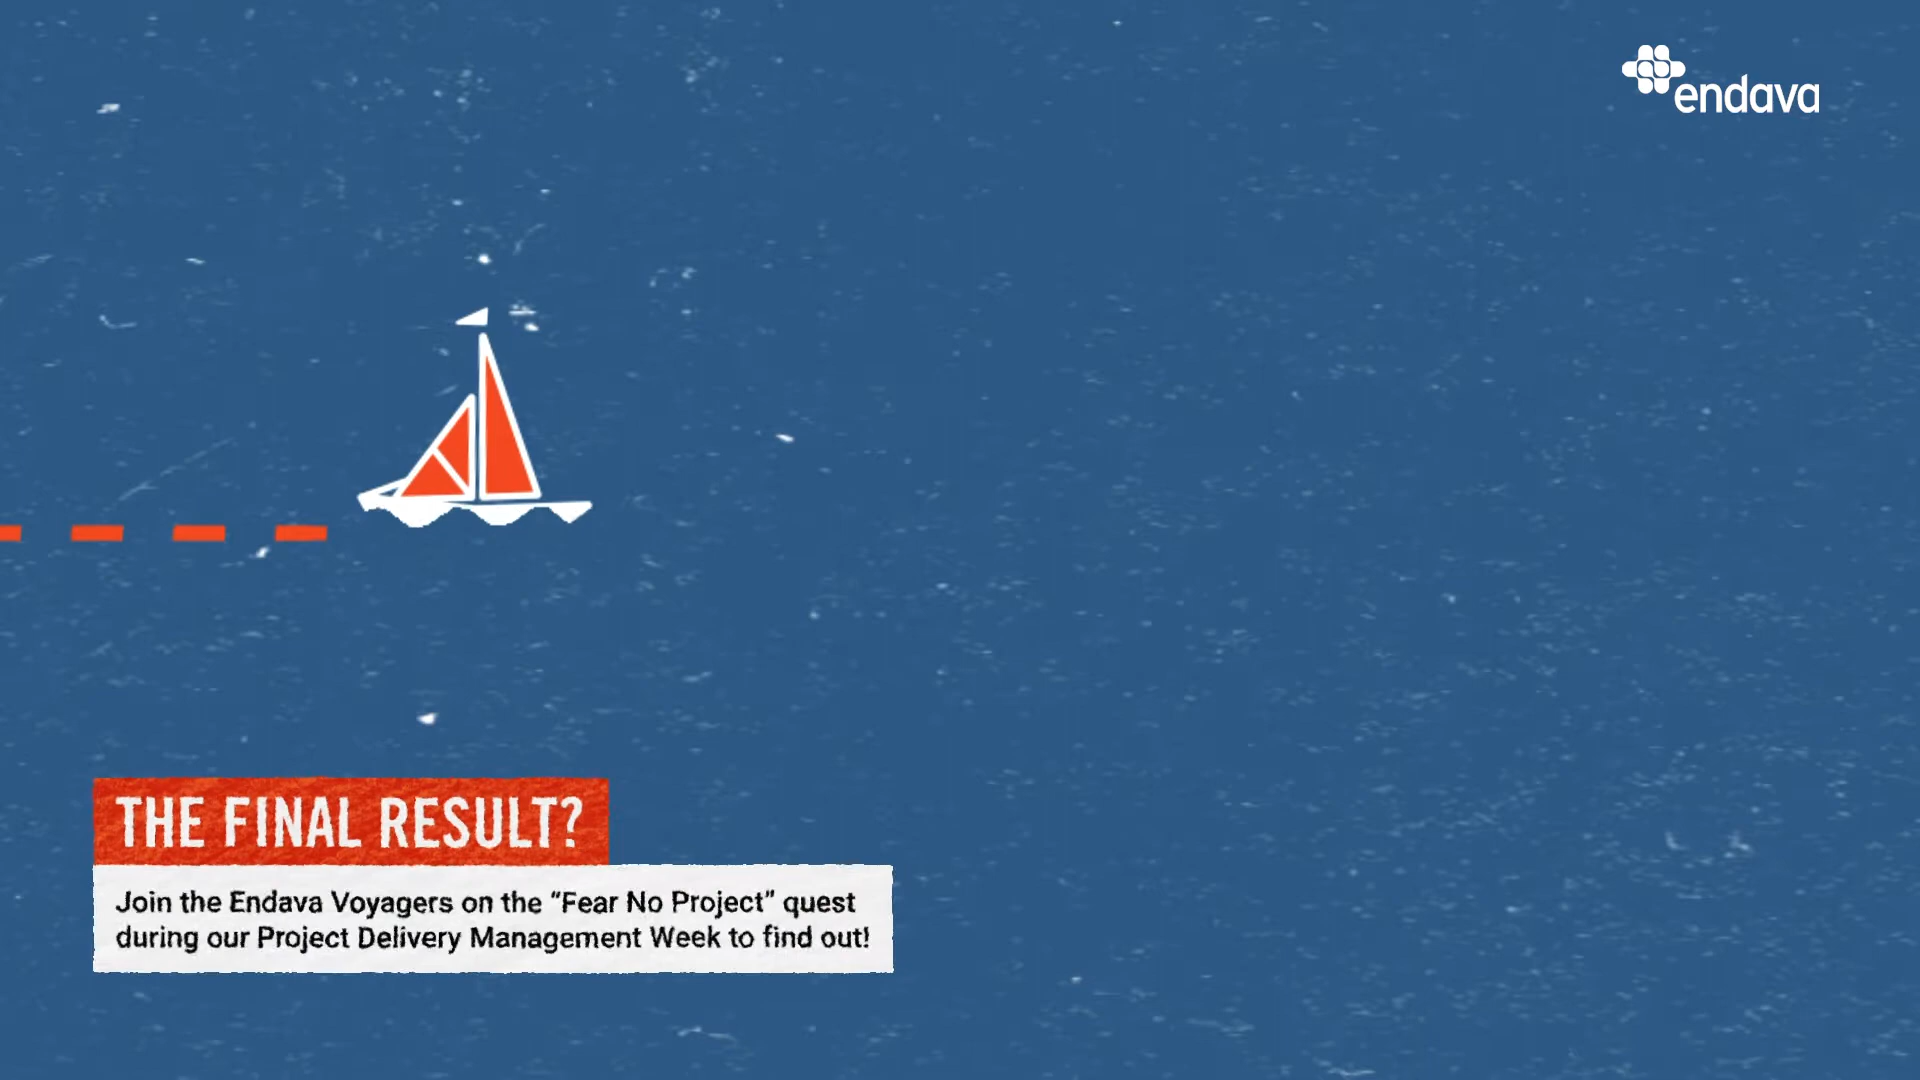 endava
THE FINAL RESULT?
Join the Endava Voyagers on the “Fear No Project” quest
during our Project Delivery Management Week to find out!